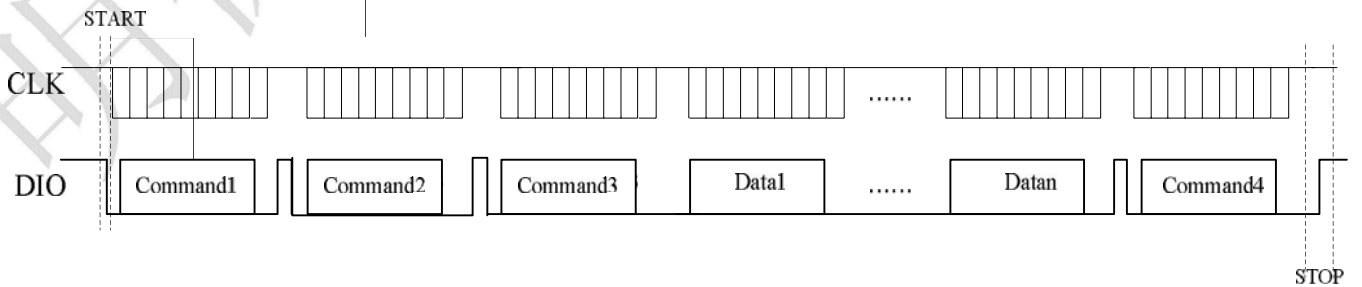 START
CLK
......
DIO
Command1
Command2
Command3
Data1
......
Datan
Command4
STOP